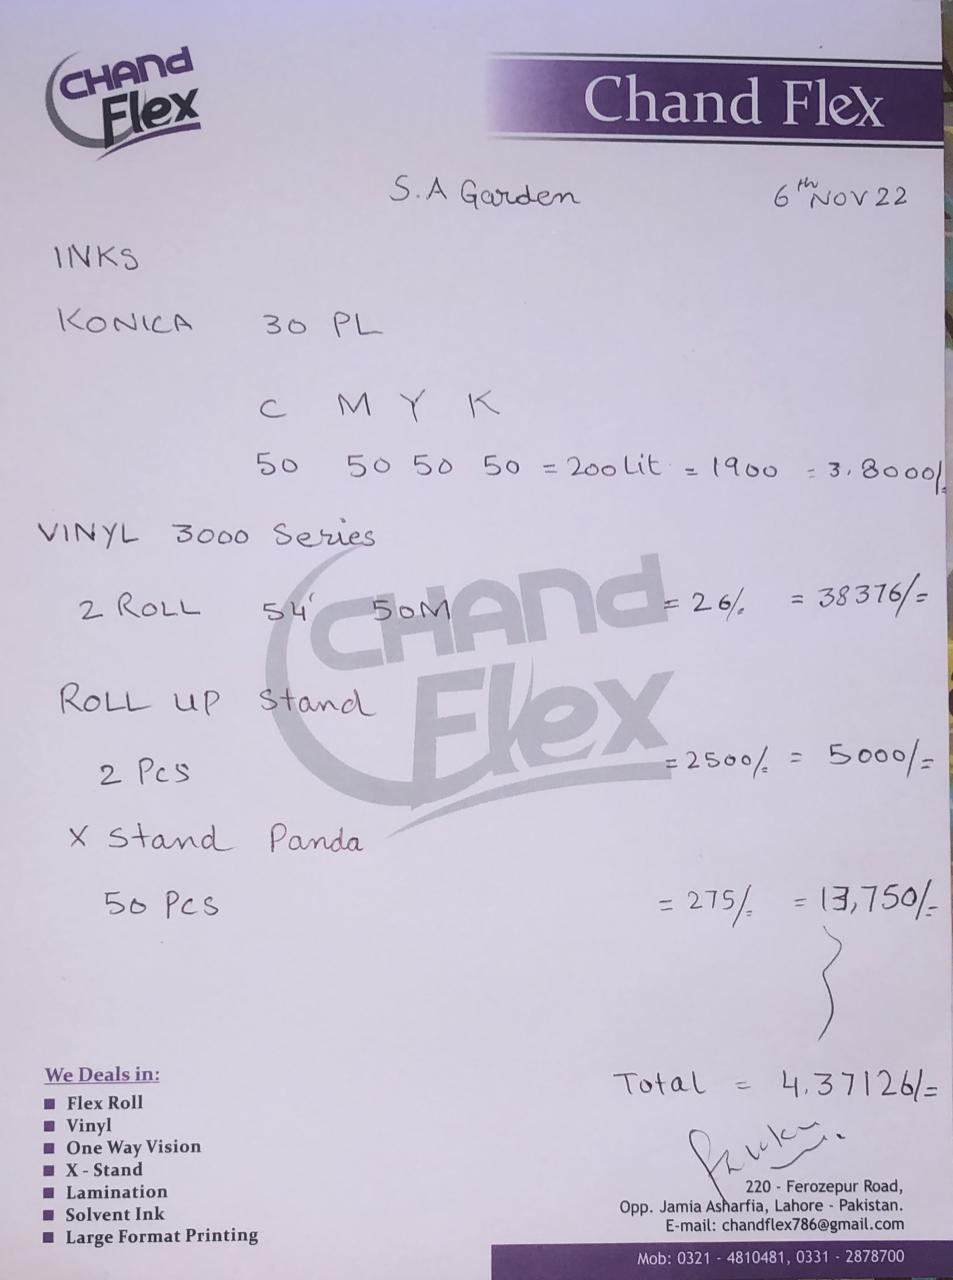 CHAND
Flex
Chand Flex
S.A Garden 6th NOV 22
INKS
KONICA 30 PL
C M Y K
50 50 50 50 = 200 Lit = 1900 = 3.8000/=
VINYL 3000 Series
2 ROLL 54' 50M = 26/= = 38376/=
CHAND
Flex
ROLL UP Stand
2 Pcs = 2500/= = 5000/=
X Stand Panda
50 Pcs = 275/= = 13,750/=
Total = 4.37126/=
We Deals in:
Flex Roll
Vinyl
One Way Vision
X - Stand
Lamination
Solvent Ink
Large Format Printing
220 - Ferozepur Road,
Opp. Jamia Asharfia, Lahore - Pakistan.
E-mail: chandflex786@gmail.com
Mob: 0321 - 4810481, 0331 - 2878700